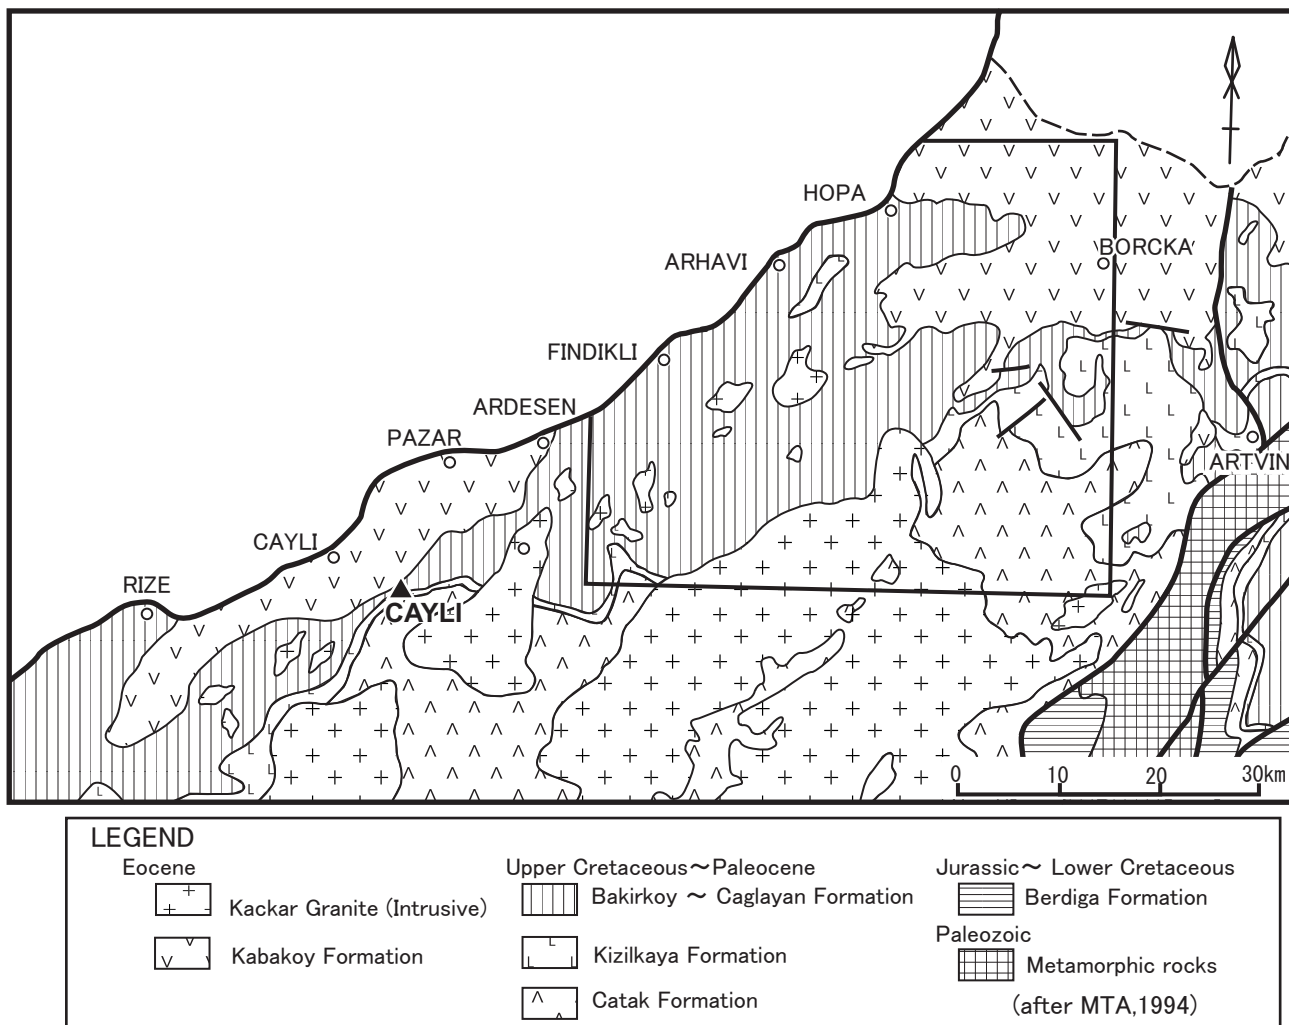 HOPA
BORCKA
ARHAVI
FINDIKLI
ARDESEN
PAZAR
ARTVIN
CAYLI
RIZE
CAYLI
0 10 20 30km
LEGEND
Eocene
Kackar Granite (Intrusive)
Kabakoy Formation
Upper Cretaceous～Paleocene
Bakirkoy ～ Caglayan Formation
Kizilkaya Formation
Catak Formation
Jurassic～ Lower Cretaceous
Berdiga Formation
Paleozoic
Metamorphic rocks
(after MTA,1994)